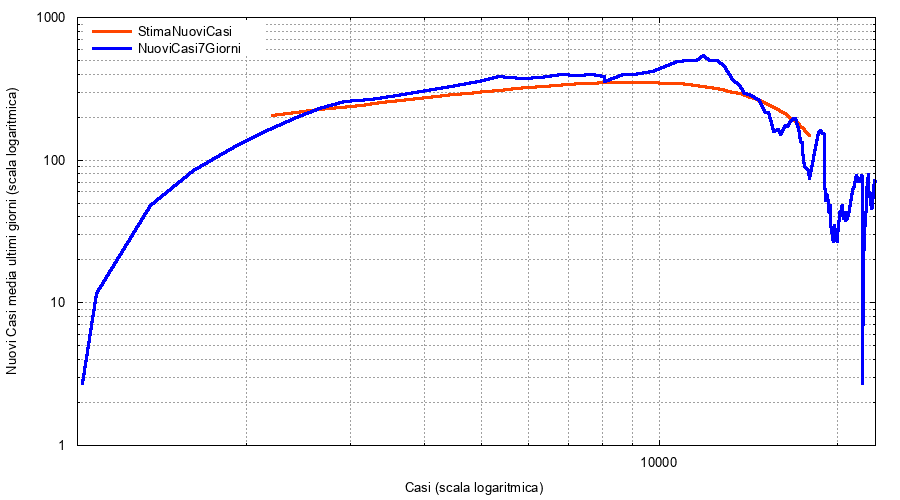 1000
StimaNuoviCasi
NuoviCasi7Giorni
100
10
1
10000
Nuovi Casi media ultimi giorni (scala logaritmica)
Casi (scala logaritmica)